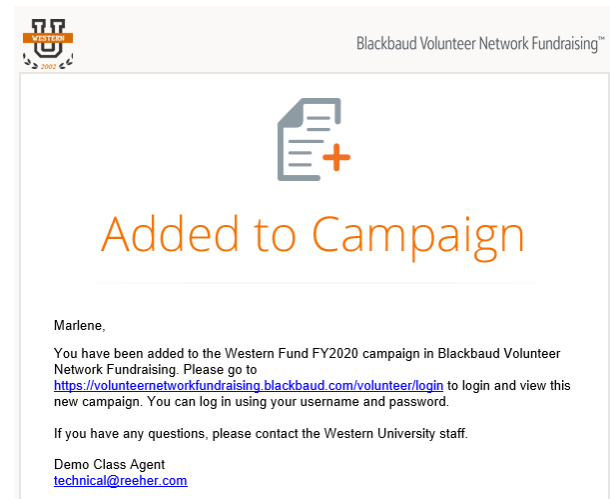 U
WESTERN
2002
Blackbaud Volunteer Network Fundraising™
Added to Campaign
Marlene,
You have been added to the Western Fund FY2020 campaign in Blackbaud Volunteer
Network Fundraising. Please go to
https://volunteernetworkfundraising.blackbaud.com/volunteer/login to login and view this
new campaign. You can log in using your username and password.
If you have any questions, please contact the Western University staff.
Demo Class Agent
technical@reeher.com